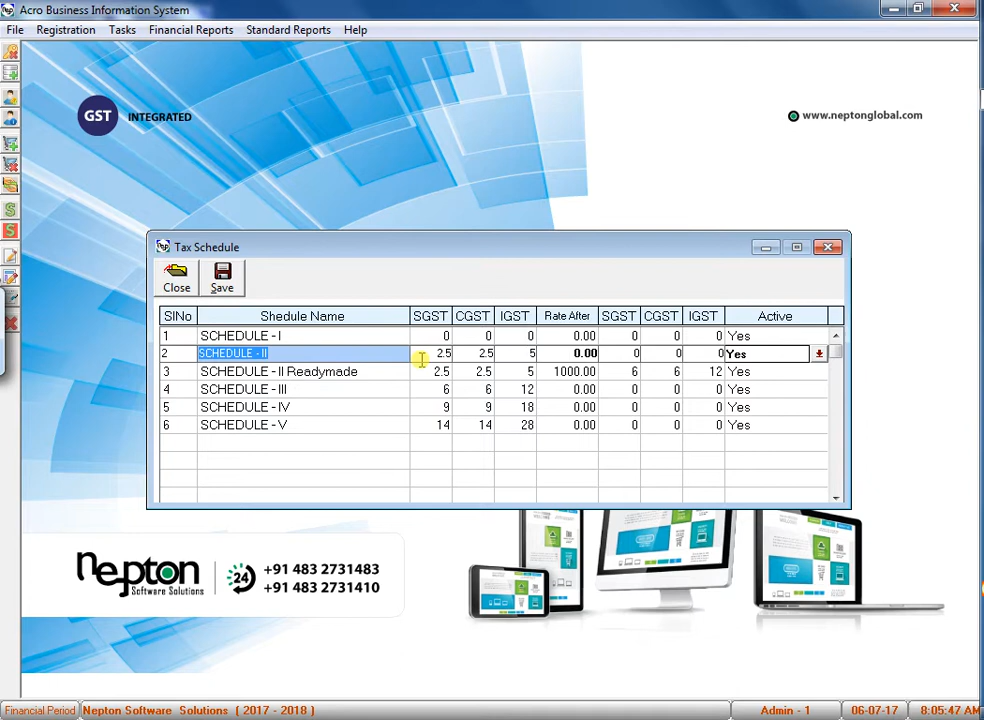 Acro Business Information System
File Registration Tasks Financial Reports Standard Reports Help
GST INTEGRATED
www.neptonglobal.com
Tax Schedule
Close Save
SlNo Shedule Name SGST CGST IGST Rate After SGST CGST IGST Active
1 SCHEDULE - I 0 0 0 0.00 0 0 0 Yes
2 SCHEDULE - II 2.5 2.5 5 0.00 0 0 0 Yes
3 SCHEDULE - II Readymade 2.5 2.5 5 1000.00 6 6 12 Yes
4 SCHEDULE - III 6 6 12 0.00 0 0 0 Yes
5 SCHEDULE - IV 9 9 18 0.00 0 0 0 Yes
6 SCHEDULE - V 14 14 28 0.00 0 0 0 Yes
nepton
Software Solutions
24
+91 483 2731483
+91 483 2731410
Financial Period Nepton Software Solutions ( 2017 - 2018 ) Admin - 1 06-07-17 8:05:47 AM